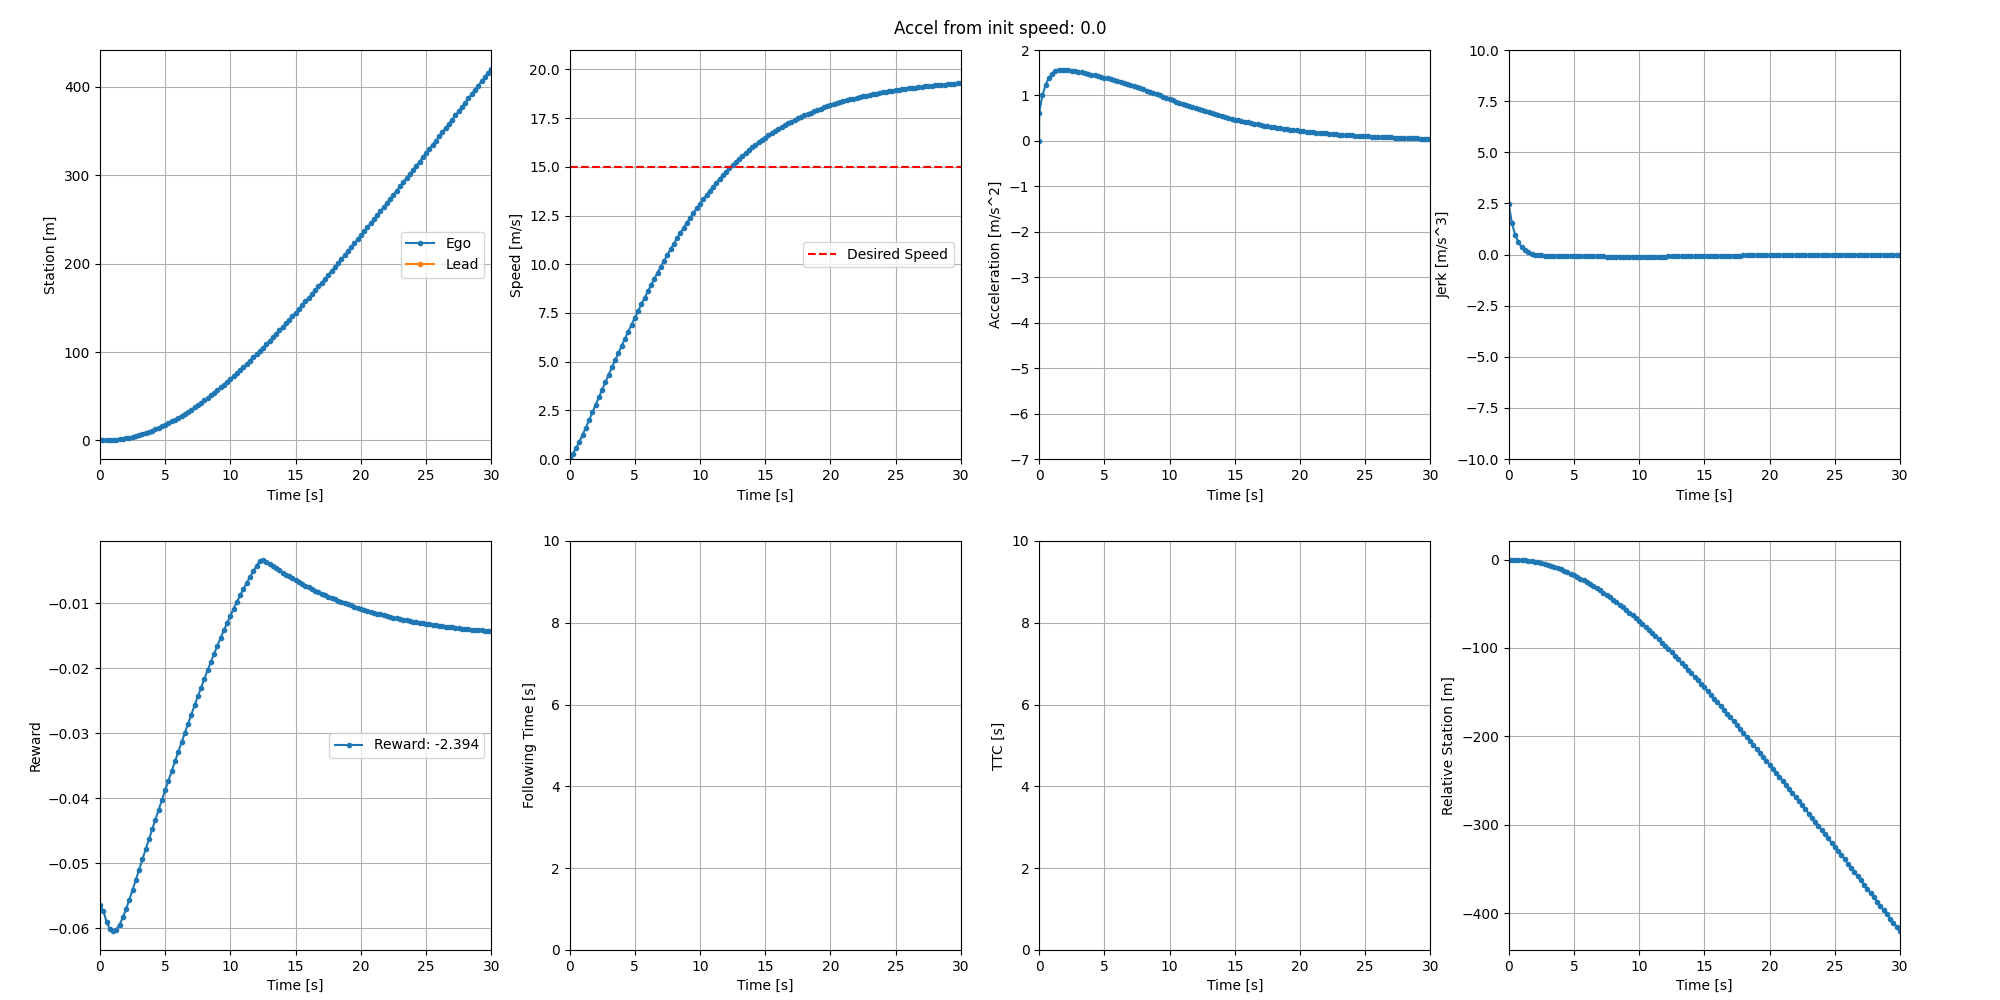 Accel from init speed: 0.0
Station [m]
400
300
200
100
0
Ego
Lead
0 5 10 15 20 25 30
Time [s]
Speed [m/s]
20.0
17.5
15.0
12.5
10.0
7.5
5.0
2.5
0.0
Desired Speed
0 5 10 15 20 25 30
Time [s]
Acceleration [m/s^2]
2
1
0
−1
−2
−3
−4
−5
−6
−7
0 5 10 15 20 25 30
Time [s]
Jerk [m/s^3]
10.0
7.5
5.0
2.5
0.0
−2.5
−5.0
−7.5
−10.0
0 5 10 15 20 25 30
Time [s]
Reward
−0.01
−0.02
−0.03
−0.04
−0.05
−0.06
Reward: -2.394
0 5 10 15 20 25 30
Time [s]
Following Time [s]
10
8
6
4
2
0
0 5 10 15 20 25 30
Time [s]
TTC [s]
10
8
6
4
2
0
0 5 10 15 20 25 30
Time [s]
Relative Station [m]
0
−100
−200
−300
−400
0 5 10 15 20 25 30
Time [s]